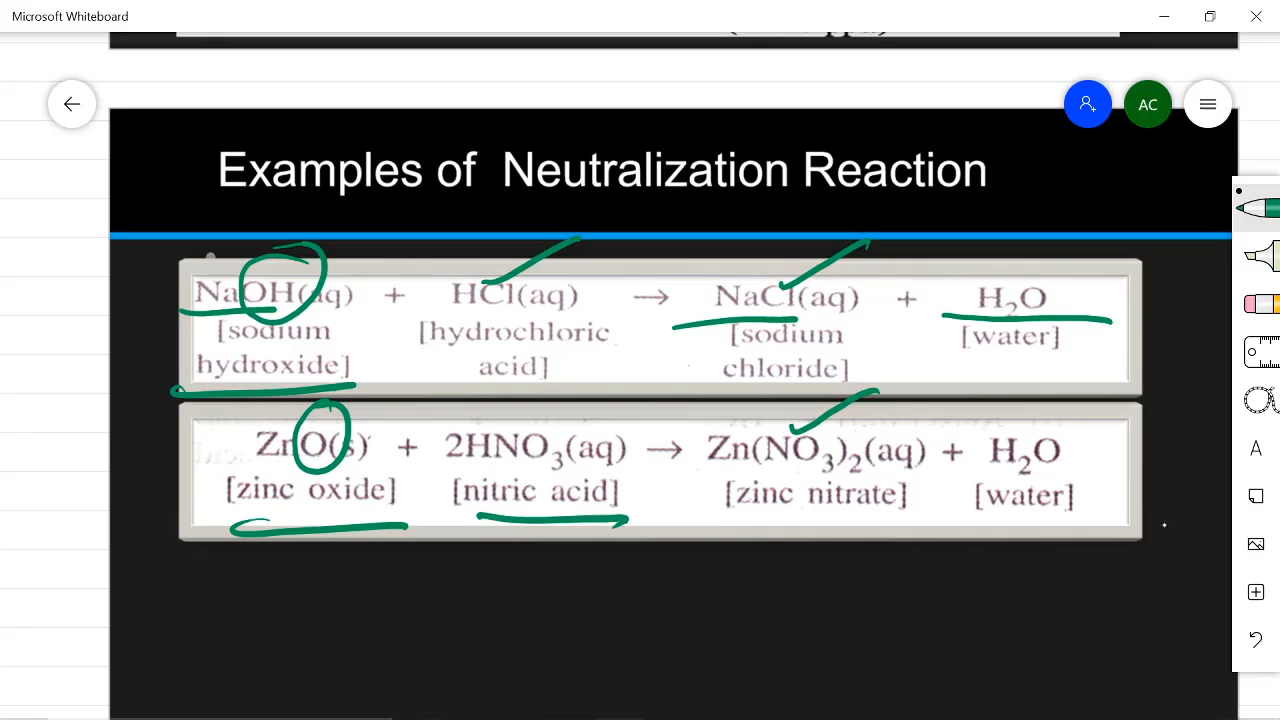 Microsoft Whiteboard
AC
Examples of Neutralization Reaction
NaOH(aq) + HCl(aq) → NaCl(aq) + H₂O
[sodium hydroxide] [hydrochloric acid] [sodium chloride] [water]
ZnO(s) + 2HNO₃(aq) → Zn(NO₃)₂(aq) + H₂O
[zinc oxide] [nitric acid] [zinc nitrate] [water]
A